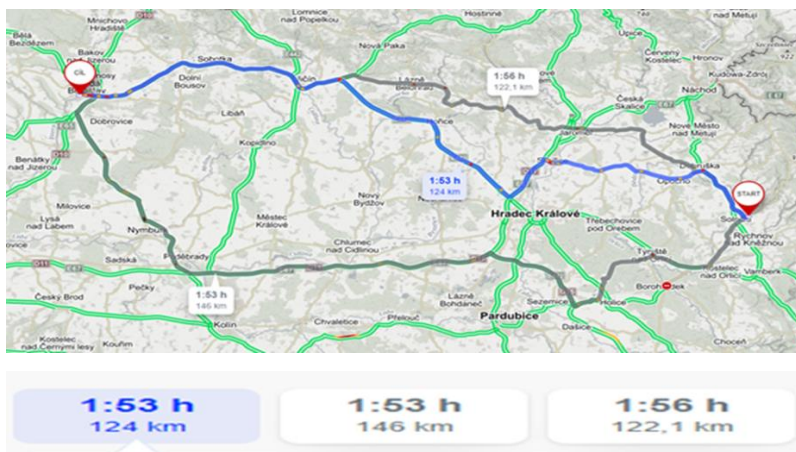 Mnichovo
Hradiště
Lomnice
nad Popelkou
Hostinné
nad Metují
Bělá
Bezdězem
Bakov
nad Jizerou
Sobotka
Nová Paka
Úpice
Červený
Kostelec
Hronov
CÍL
Dolní
Bousov
Jičín
Lázně
Bělohrad
1:56 h
122,1 km
Kudowa-Zdrój
Náchod
Česká
Skalice
E67
Dobrovice
Libáň
Nové Město
nad Metují
Jaroměř
Kopidlno
Benátky
nad Jizerou
Dobruška
Opočno
1:53 h
124 km
START
Milovice
Nový
Bydžov
Lysá
nad Labem
Městec
Králové
Hradec Králové
Třebechovice
pod Orebem
Rychnov
nad Kněžnou
Nymburk
Sadská
Poděbrady
Chlumec
nad Cidlinou
Týniště
Kostelec
nad Orlicí
Vamberk
D11
E67
Pečky
Český Brod
1:53 h
146 km
Lázně
Bohdaneč
Sezemice
Holice
Borohrádek
Kolín
Chvaletice
Přelouč
Pardubice
Dašice
Kostelec
nad Černými lesy
Kouřim
Choceň
1:53 h
124 km
1:53 h
146 km
1:56 h
122,1 km